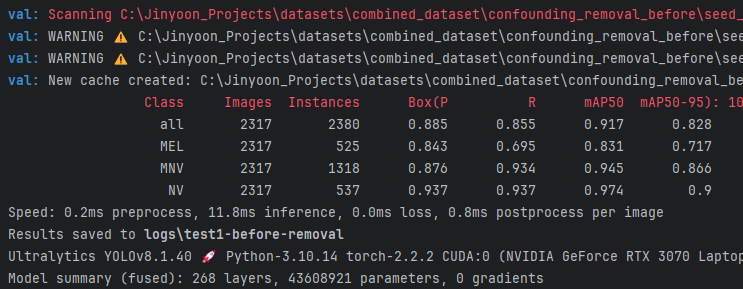 val: Scanning C:\Jinyoon_Projects\datasets\combined_dataset\confounding_removal_before\seed_
val: WARNING ⚠ C:\Jinyoon_Projects\datasets\combined_dataset\confounding_removal_before\see
val: WARNING ⚠ C:\Jinyoon_Projects\datasets\combined_dataset\confounding_removal_before\see
val: New cache created: C:\Jinyoon_Projects\datasets\combined_dataset\confounding_removal_be
Class Images Instances Box(P R mAP50 mAP50-95): 10
all 2317 2380 0.885 0.855 0.917 0.828
MEL 2317 525 0.843 0.695 0.831 0.717
MNV 2317 1318 0.876 0.934 0.945 0.866
NV 2317 537 0.937 0.937 0.974 0.9
Speed: 0.2ms preprocess, 11.8ms inference, 0.0ms loss, 0.8ms postprocess per image
Results saved to logs\test1-before-removal
Ultralytics YOLOv8.1.40 🚀 Python-3.10.14 torch-2.2.2 CUDA:0 (NVIDIA GeForce RTX 3070 Laptop
Model summary (fused): 268 layers, 43608921 parameters, 0 gradients